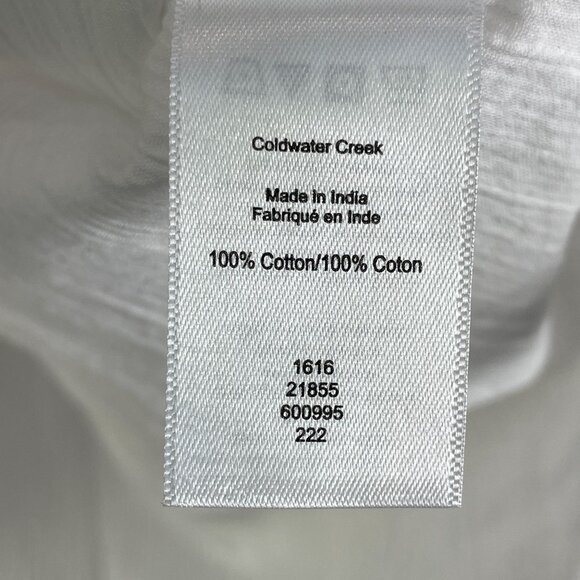 Coldwater Creek
Made in India
Fabriqué en Inde
100% Cotton/100% Coton
1616
21855
600995
222